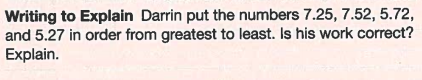 Writing to Explain Darrin put the numbers 7.25, 7.52, 5.72,
and 5.27 in order from greatest to least. Is his work correct?
Explain.